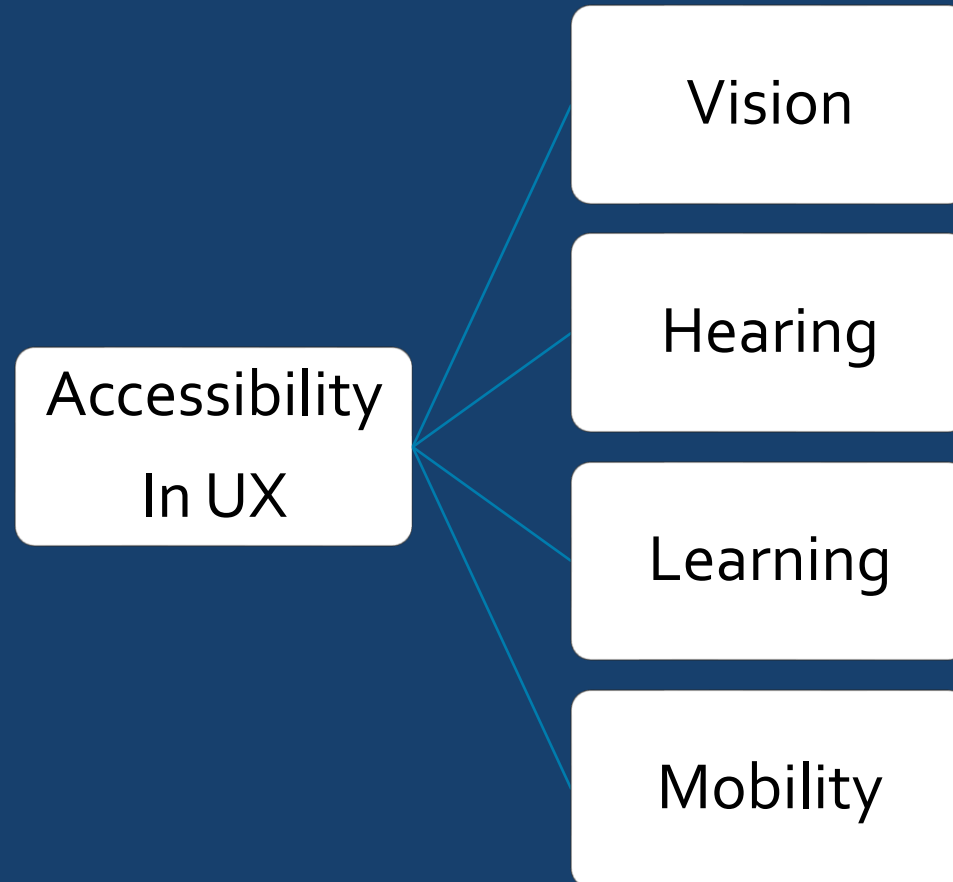 Accessibility
In UX
Vision
Hearing
Learning
Mobility